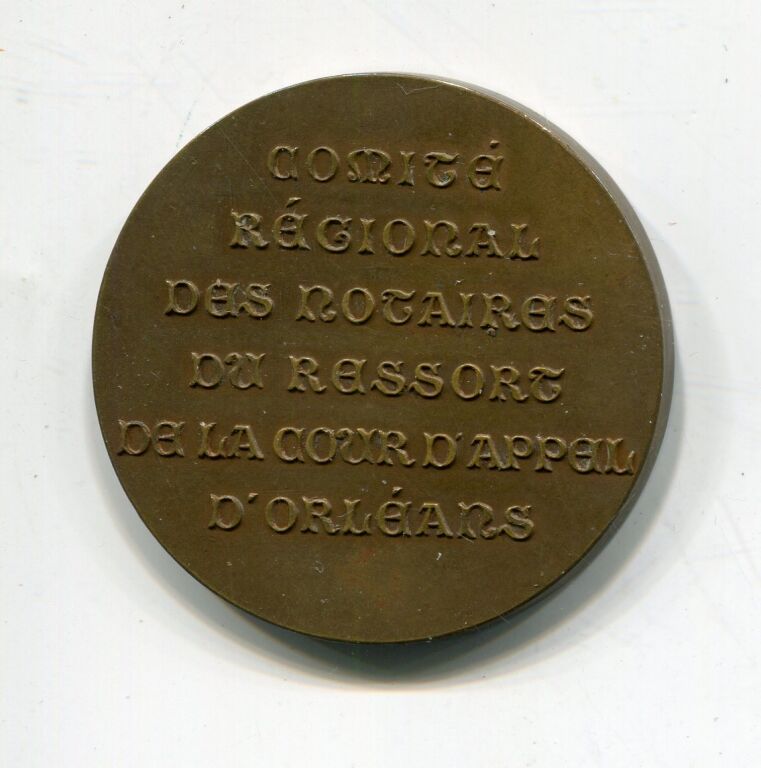 COMITÉ
RÉGIONAL
DES NOTAIRES
DU RESSORT
DE LA COUR D'APPEL
D'ORLÉANS